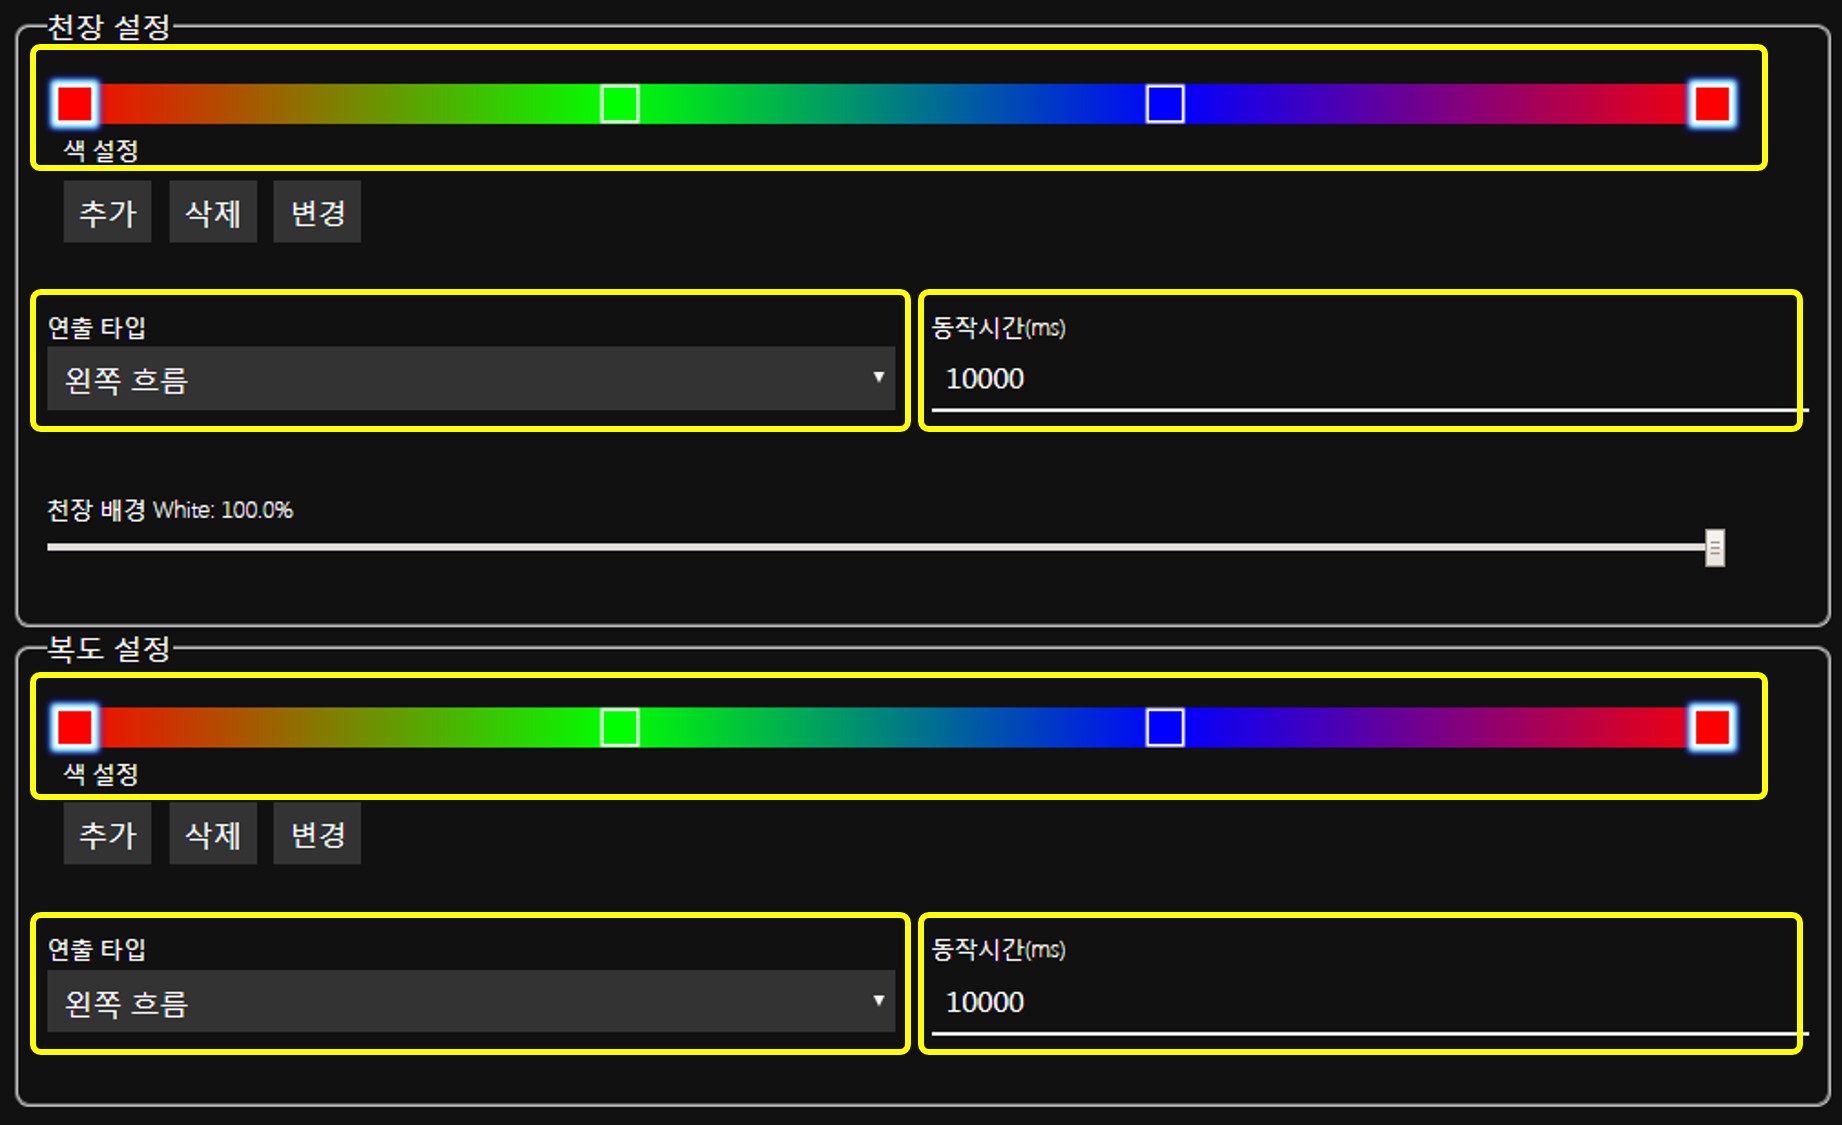 천장 설정
색 설정
추가 삭제 변경
연출 타입 동작시간(ms)
왼쪽 흐름 10000
천장 배경 White: 100.0%
복도 설정
색 설정
추가 삭제 변경
연출 타입 동작시간(ms)
왼쪽 흐름 10000